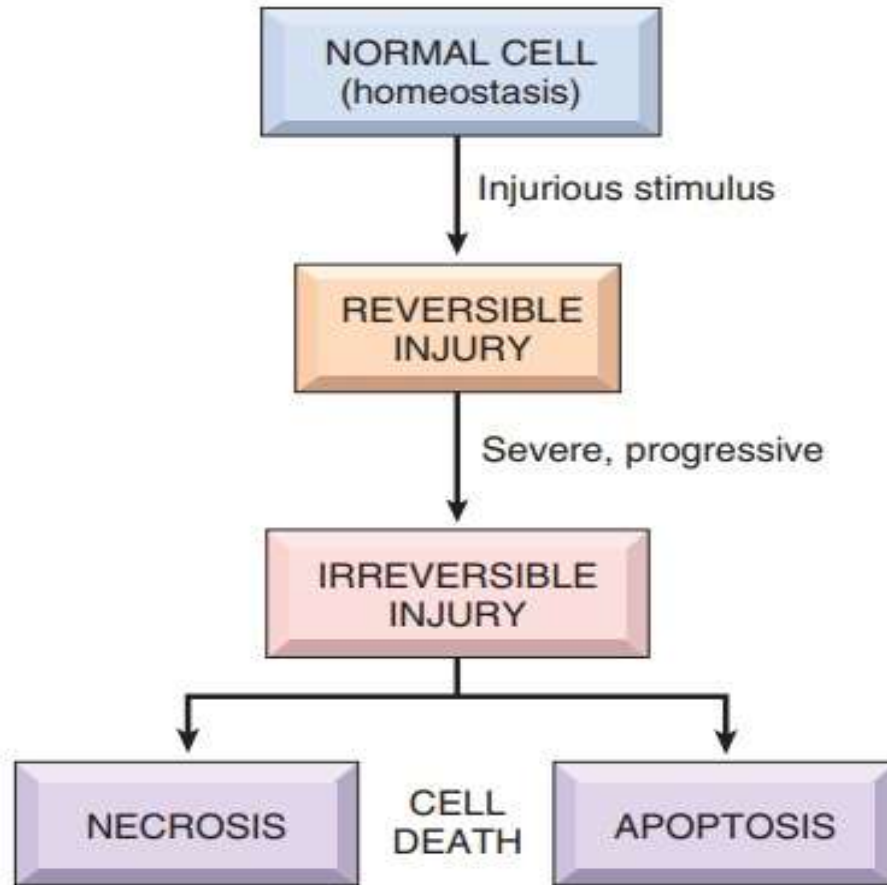 NORMAL CELL
(homeostasis)
Injurious stimulus
REVERSIBLE
INJURY
Severe, progressive
IRREVERSIBLE
INJURY
NECROSIS
CELL
DEATH
APOPTOSIS